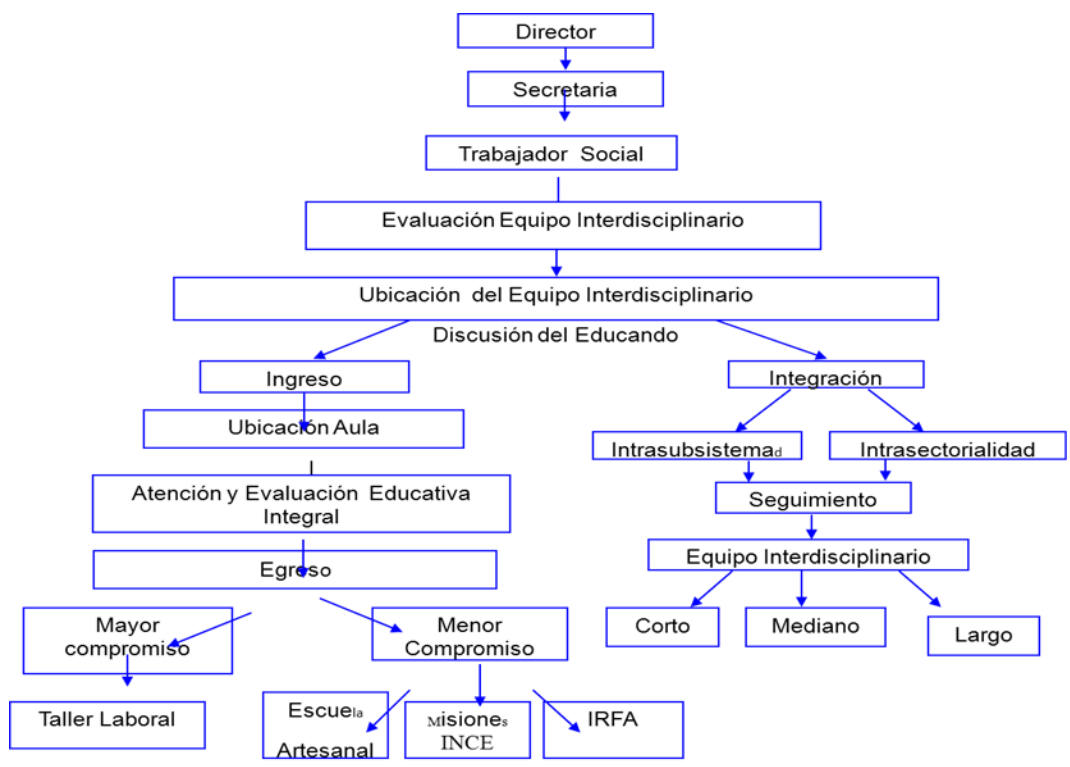 Director
Secretaria
Trabajador Social
Evaluación Equipo Interdisciplinario
Ubicación del Equipo Interdisciplinario
Discusión del Educando
Ingreso
Integración
Ubicación Aula
Intrasubsistemad
Intrasectorialidad
Atención y Evaluación Educativa
Integral
Seguimiento
Egreso
Equipo Interdisciplinario
Mayor
compromiso
Menor
Compromiso
Corto
Mediano
Largo
Taller Laboral
Escuela
Artesanal
Misiones
INCE
IRFA